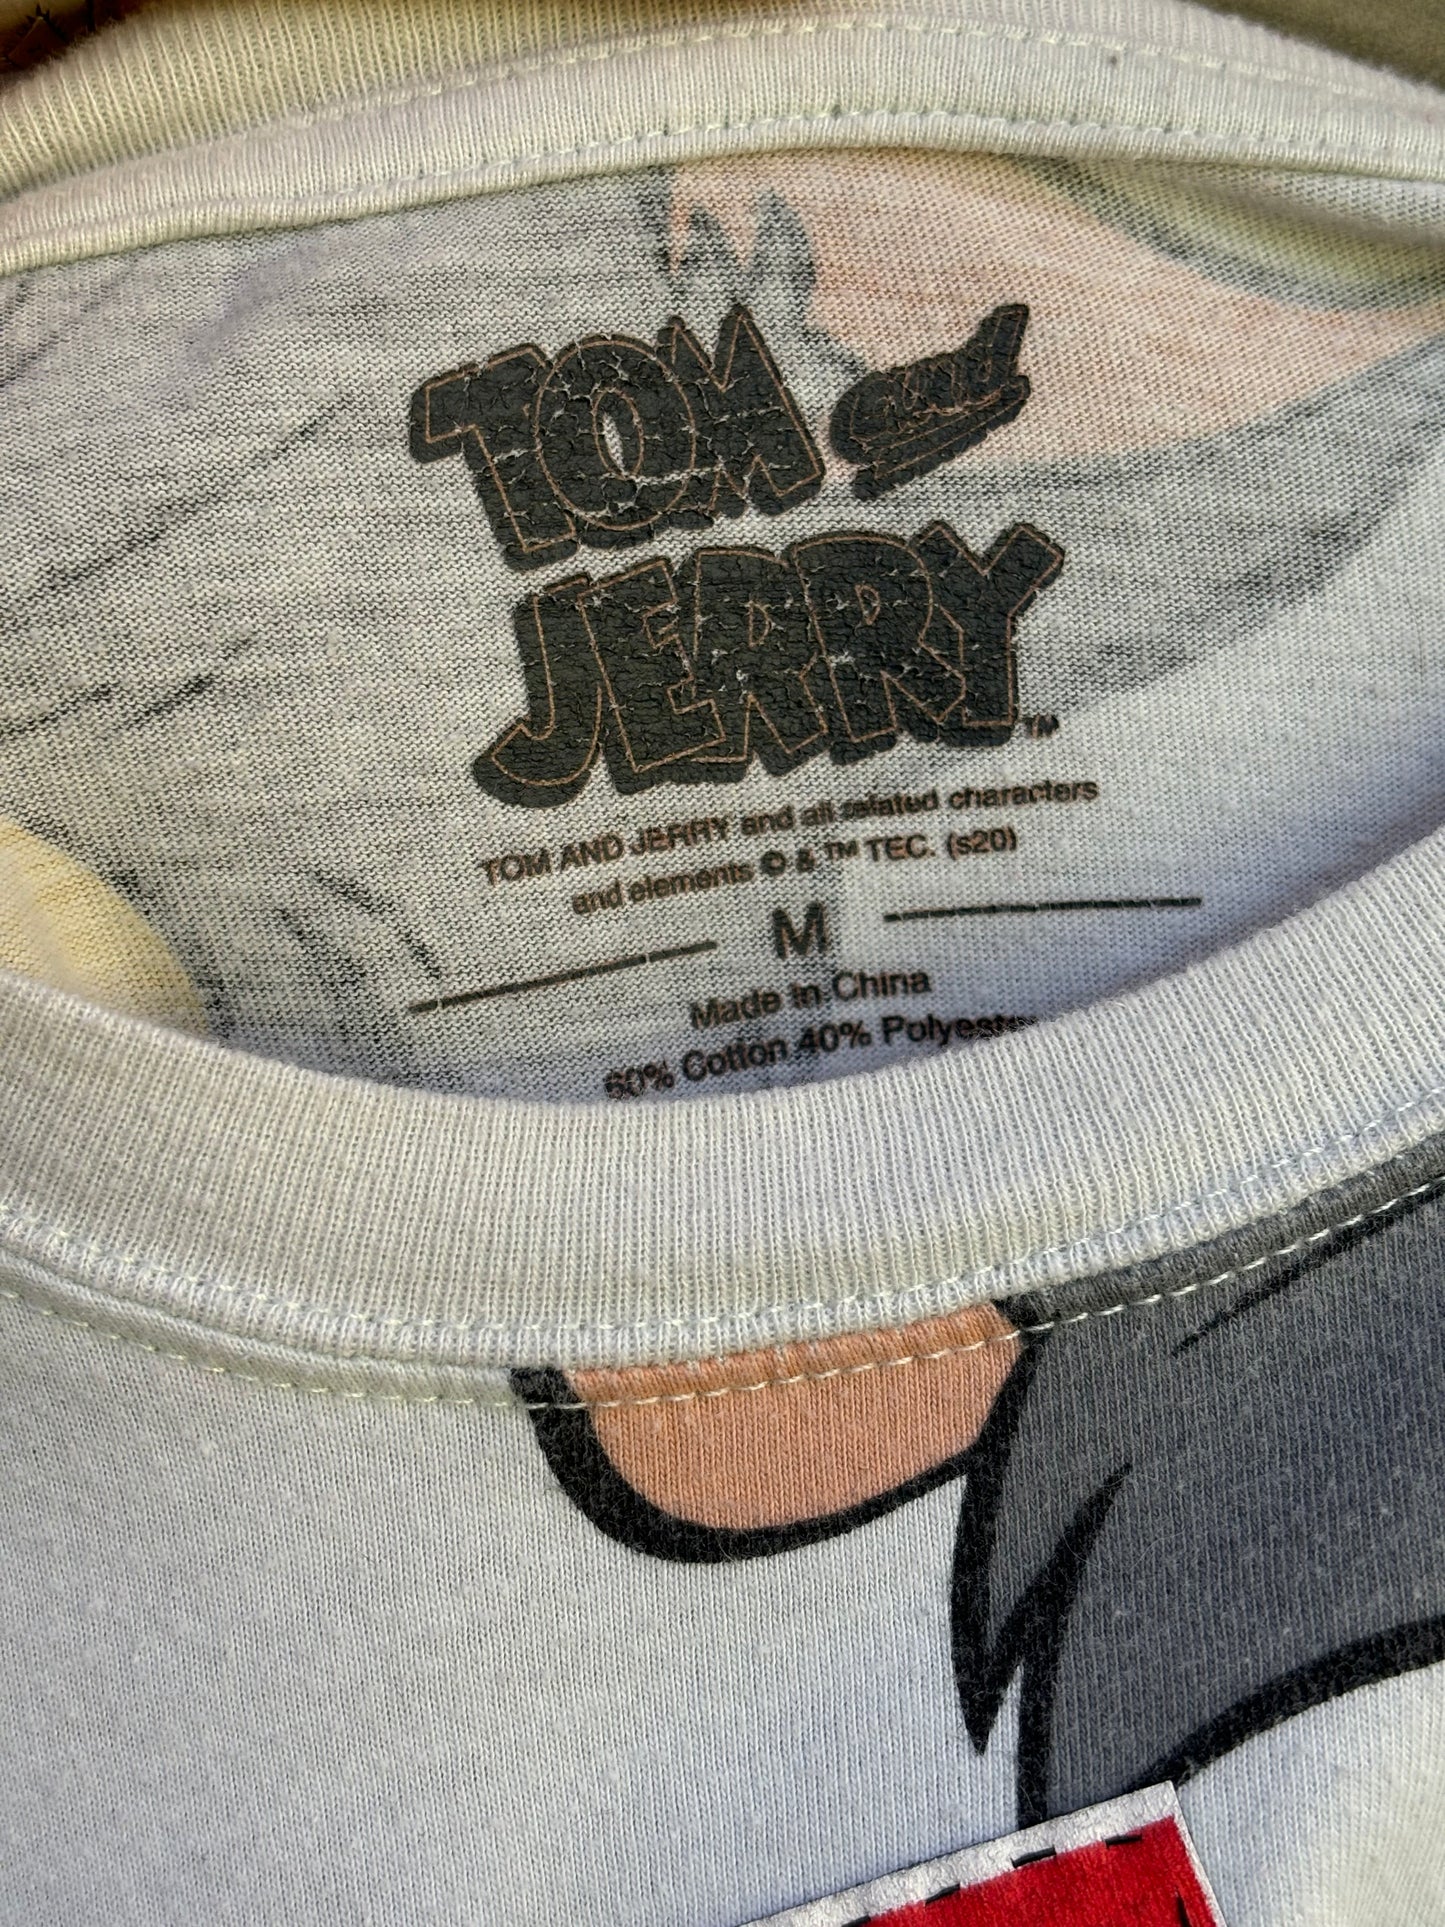 TOM and
JERRY™
TOM AND JERRY and all related characters
and elements © & ™ TEC. (s20)
M
Made in China
60% Cotton 40% Polyester